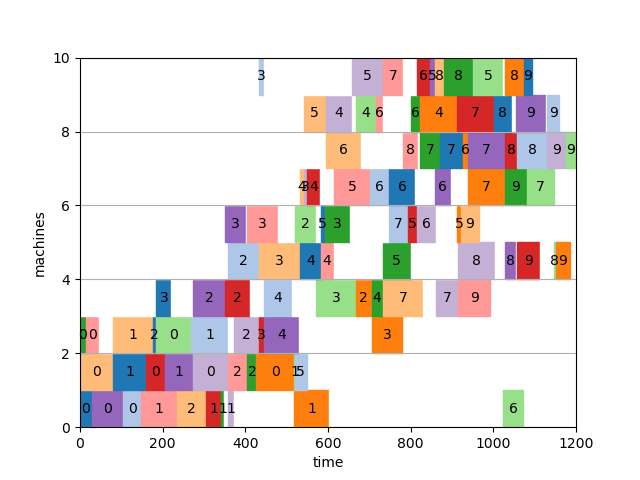 10
3 5 7 6 5 8 8 5 8 9
5 4 4 6 6 4 7 8 9 9
8
6 8 7 7 6 7 8 8 9 9
4 3 4 5 6 6 6 7 9 7
6
3 3 2 5 3 7 5 6 5 9
2 3 4 4 5 8 8 9 8 9
4
3 2 2 4 3 2 4 7 7 9
0 0 1 2 0 1 2 3 4 3
2
0 1 0 1 0 2 2 0 1 5
0 0 0 1 2 1 1 1 1 6
0
machines
0 200 400 600 800 1000 1200
time